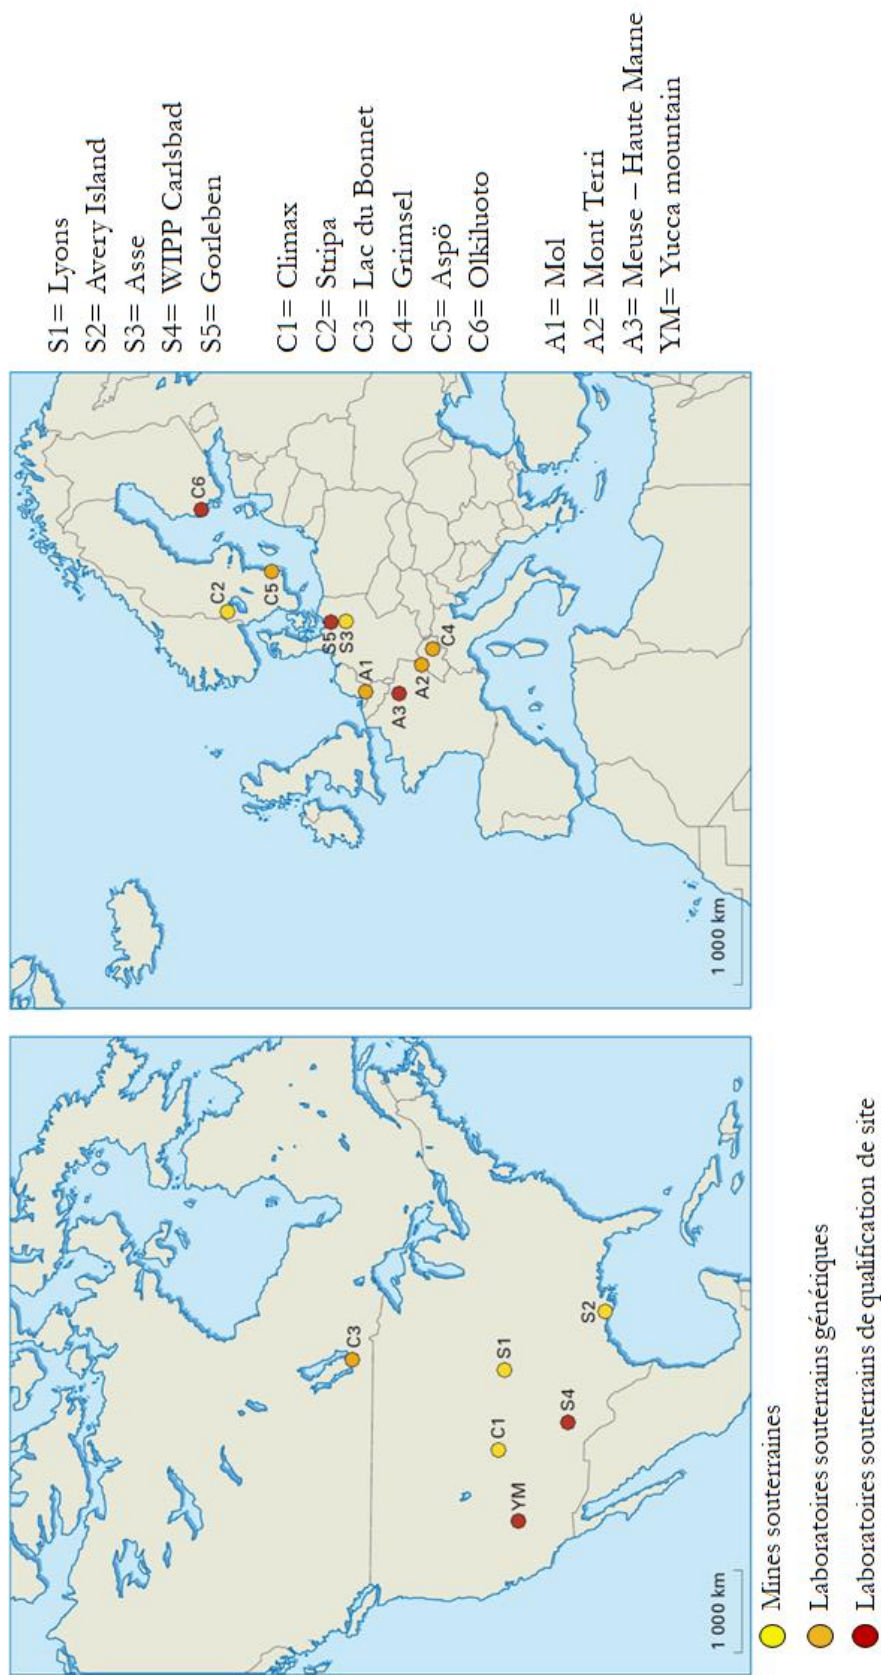 C3
C1
S1
YM
S4
S2
1 000 km
C6
C2
C5
S5
S3
A1
A3
A2
C4
1 000 km
S1= Lyons
S2= Avery Island
S3= Asse
S4= WIPP Carlsbad
S5= Gorleben
C1= Climax
C2= Stripa
C3= Lac du Bonnet
C4= Grimsel
C5= Aspö
C6= Olkiluoto
A1= Mol
A2= Mont Terri
A3= Meuse – Haute Marne
YM= Yucca mountain
Mines souterraines
Laboratoires souterrains génériques
Laboratoires souterrains de qualification de site